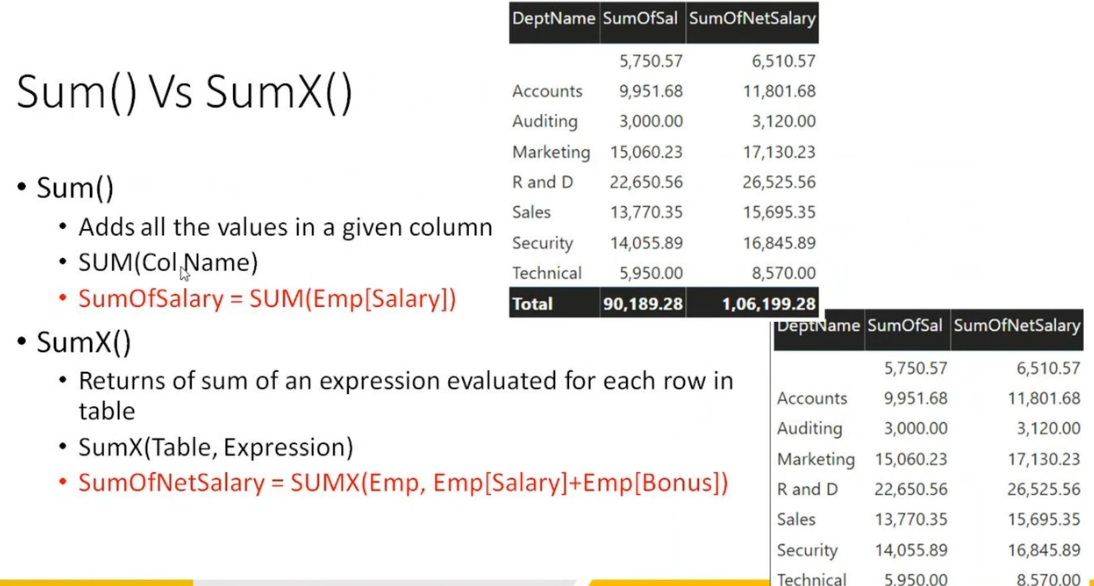 Sum() Vs SumX()
• Sum()
• Adds all the values in a given column
• SUM(Col Name)
• SumOfSalary = SUM(Emp[Salary])
• SumX()
• Returns of sum of an expression evaluated for each row in
table
• SumX(Table, Expression)
• SumOfNetSalary = SUMX(Emp, Emp[Salary]+Emp[Bonus])
DeptName SumOfSal SumOfNetSalary
5,750.57 6,510.57
Accounts 9,951.68 11,801.68
Auditing 3,000.00 3,120.00
Marketing 15,060.23 17,130.23
R and D 22,650.56 26,525.56
Sales 13,770.35 15,695.35
Security 14,055.89 16,845.89
Technical 5,950.00 8,570.00
Total 90,189.28 1,06,199.28
DeptName SumOfSal SumOfNetSalary
5,750.57 6,510.57
Accounts 9,951.68 11,801.68
Auditing 3,000.00 3,120.00
Marketing 15,060.23 17,130.23
R and D 22,650.56 26,525.56
Sales 13,770.35 15,695.35
Security 14,055.89 16,845.89
Technical 5,950.00 8,570.00